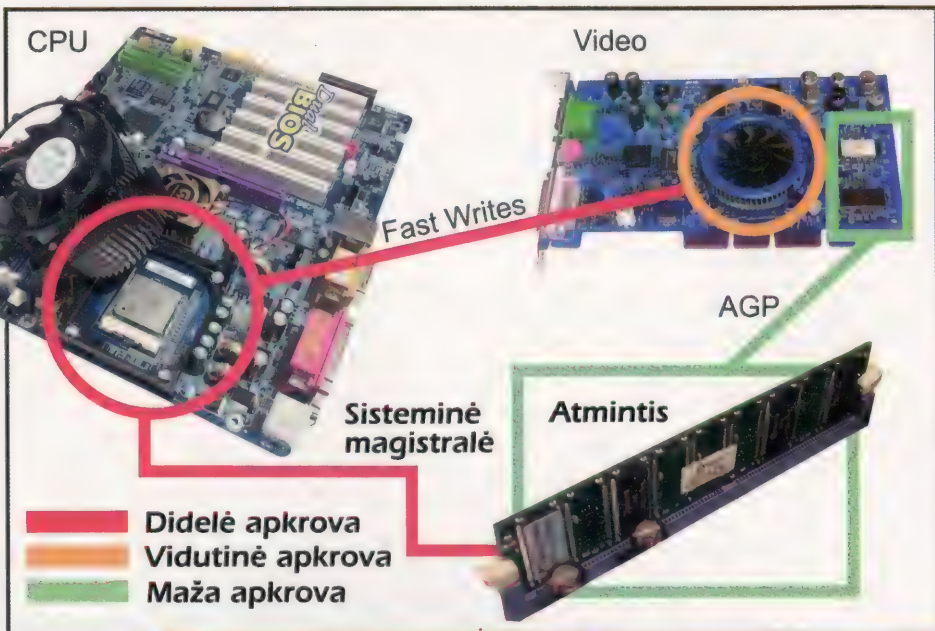 CPU
Video
Dual
BIOS
Fast Writes
AGP
Sisteminė
magistralė
Atmintis
Didelė apkrova
Vidutinė apkrova
Maža apkrova